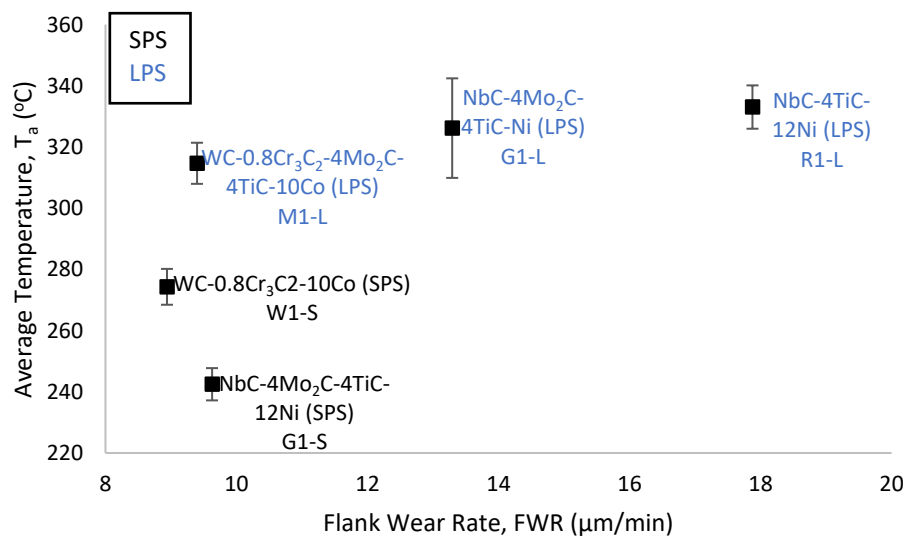 360
SPS
LPS
340
NbC-4Mo₂C-
4TiC-Ni (LPS)
G1-L
NbC-4TiC-
12Ni (LPS)
R1-L
320
WC-0.8Cr₃C₂-4Mo₂C-
4TiC-10Co (LPS)
M1-L
300
280
WC-0.8Cr₃C2-10Co (SPS)
W1-S
260
240
NbC-4Mo₂C-4TiC-
12Ni (SPS)
G1-S
220
Average Temperature, Tₐ (⁰C)
8 10 12 14 16 18 20
Flank Wear Rate, FWR (µm/min)